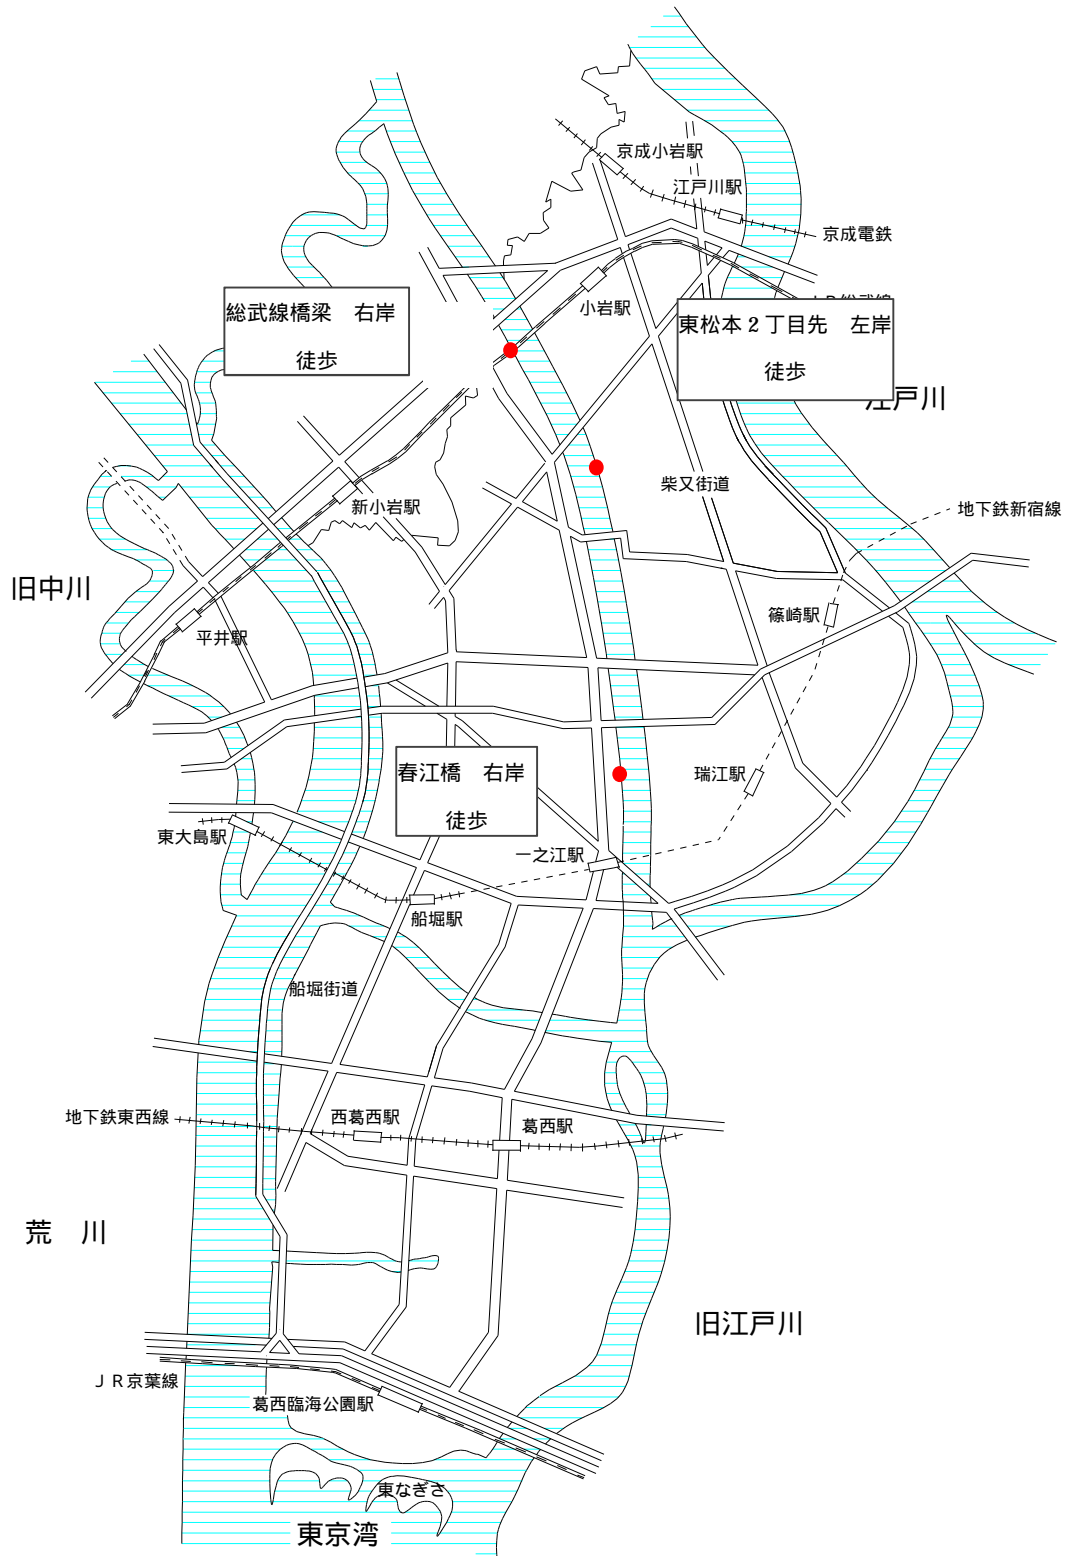 京成小岩駅
江戸川駅
京成電鉄
小岩駅
ＪＲ総武線
総武線橋梁　右岸
徒歩
東松本２丁目先　左岸
徒歩
江戸川
柴又街道
新小岩駅
地下鉄新宿線
旧中川
平井駅
篠崎駅
春江橋　右岸
徒歩
瑞江駅
東大島駅
一之江駅
船堀駅
船堀街道
地下鉄東西線
西葛西駅
葛西駅
荒　川
旧江戸川
ＪＲ京葉線
葛西臨海公園駅
東なぎさ
東京湾